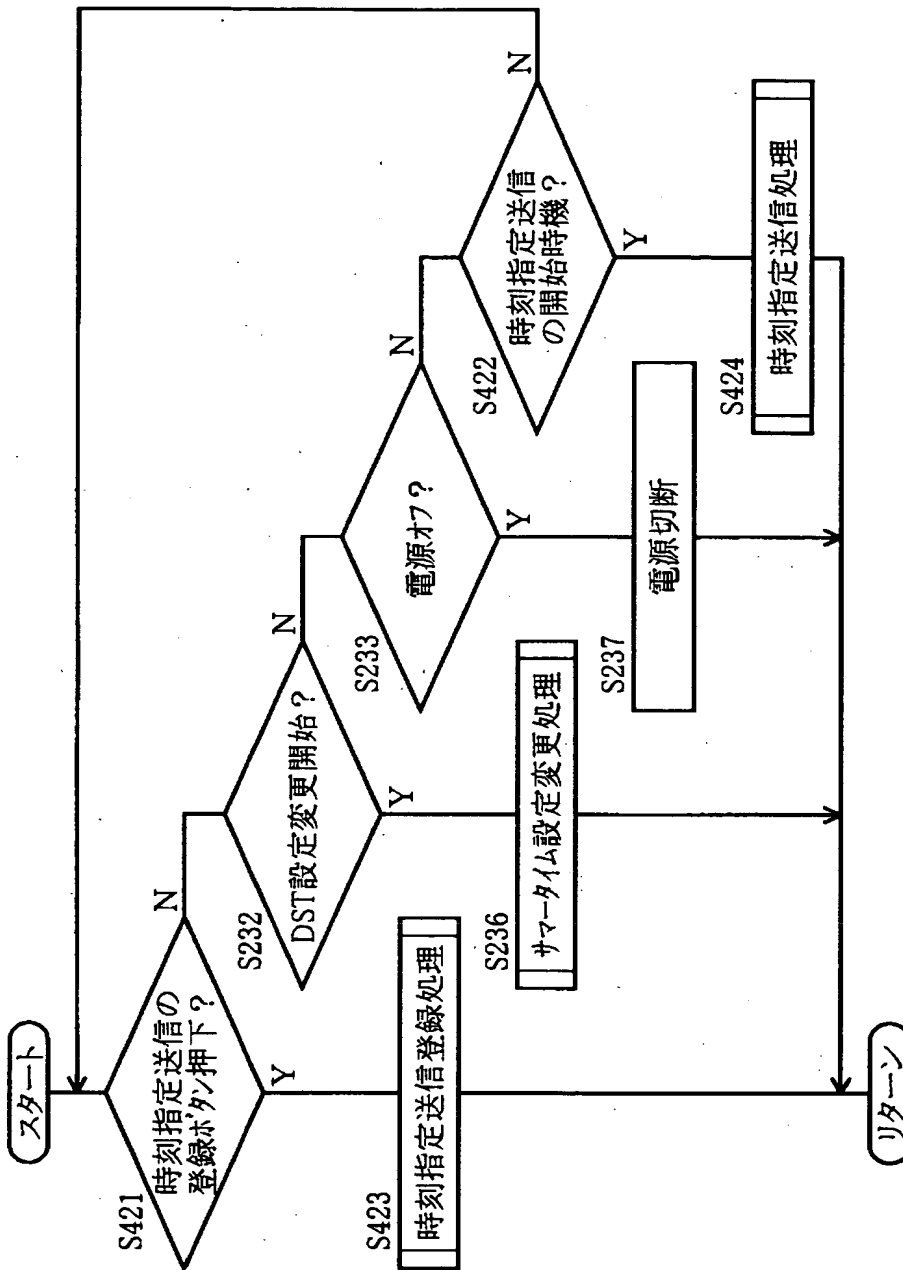 スタート
S421
時刻指定送信の
登録ボタン押下?
N
Y
S423
時刻指定送信登録処理
S232
DST設定変更開始?
N
Y
S236
サマータイム設定変更処理
S233
電源オフ?
N
Y
S237
電源切断
S422
時刻指定送信
の開始時機?
N
Y
S424
時刻指定送信処理
リターン